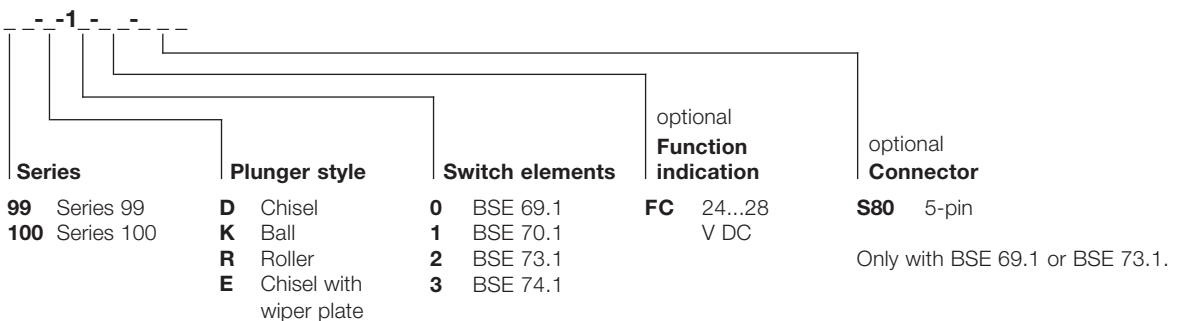 _ _-_-1_-_ _-_ _ _
optional
Function
indication
optional
Connector
Series
Plunger style
Switch elements
99 Series 99
100 Series 100
D Chisel
K Ball
R Roller
E Chisel with
wiper plate
0 BSE 69.1
1 BSE 70.1
2 BSE 73.1
3 BSE 74.1
FC 24...28
V DC
S80 5-pin
Only with BSE 69.1 or BSE 73.1.